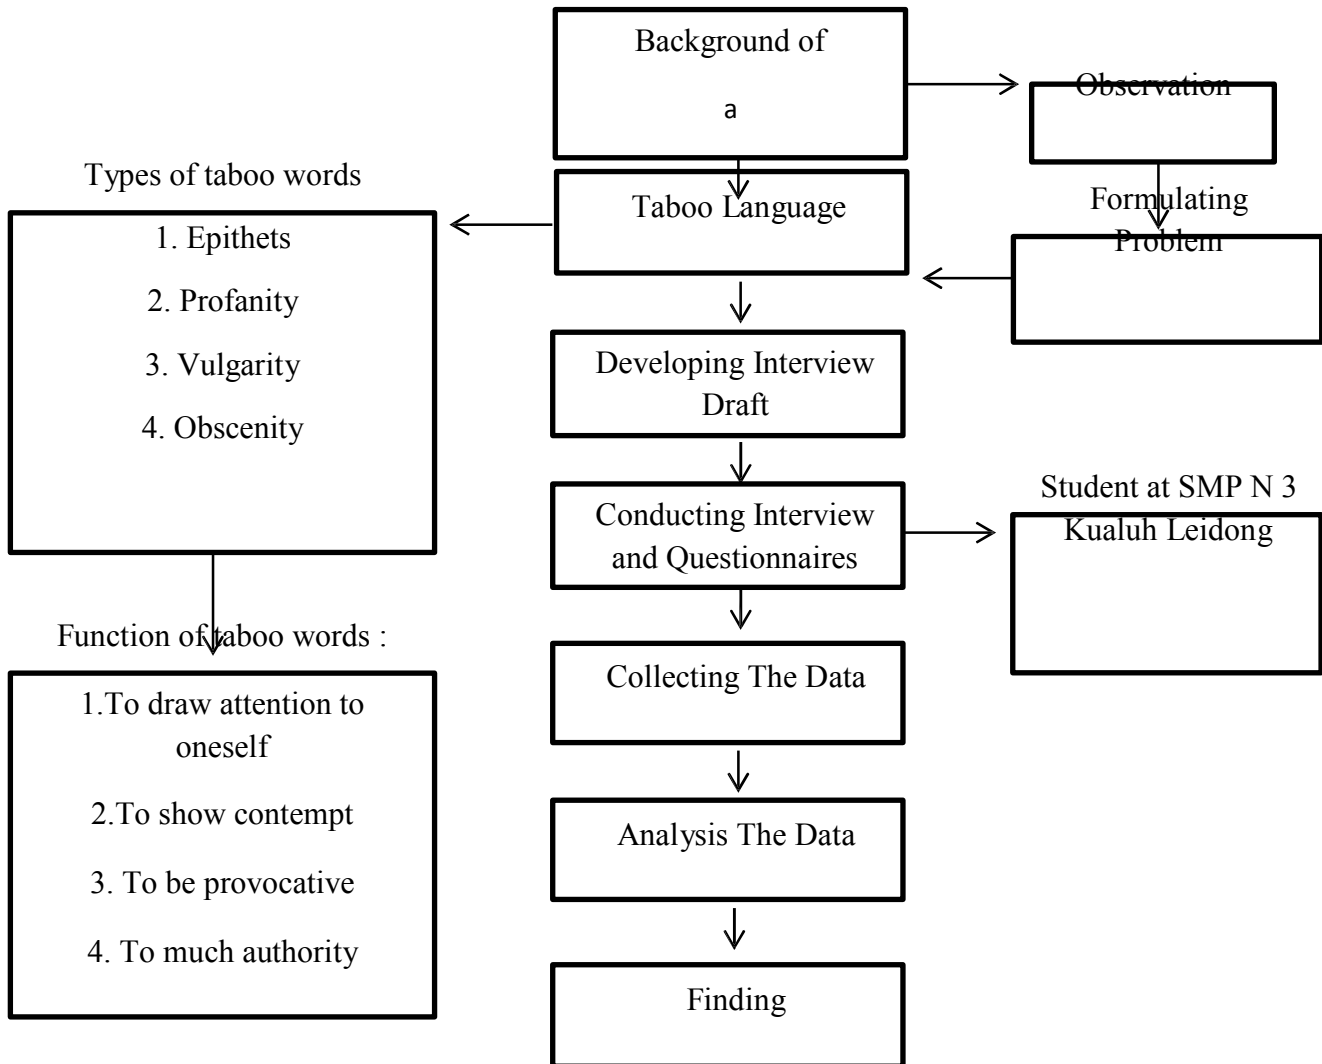 Background of
a
Observation
Types of taboo words
1. Epithets
2. Profanity
3. Vulgarity
4. Obscenity
Taboo Language
Formulating
Problem
Developing Interview
Draft
Conducting Interview
and Questionnaires
Student at SMP N 3
Kualuh Leidong
Function of taboo words :
1.To draw attention to
oneself
2.To show contempt
3. To be provocative
4. To much authority
Collecting The Data
Analysis The Data
Finding